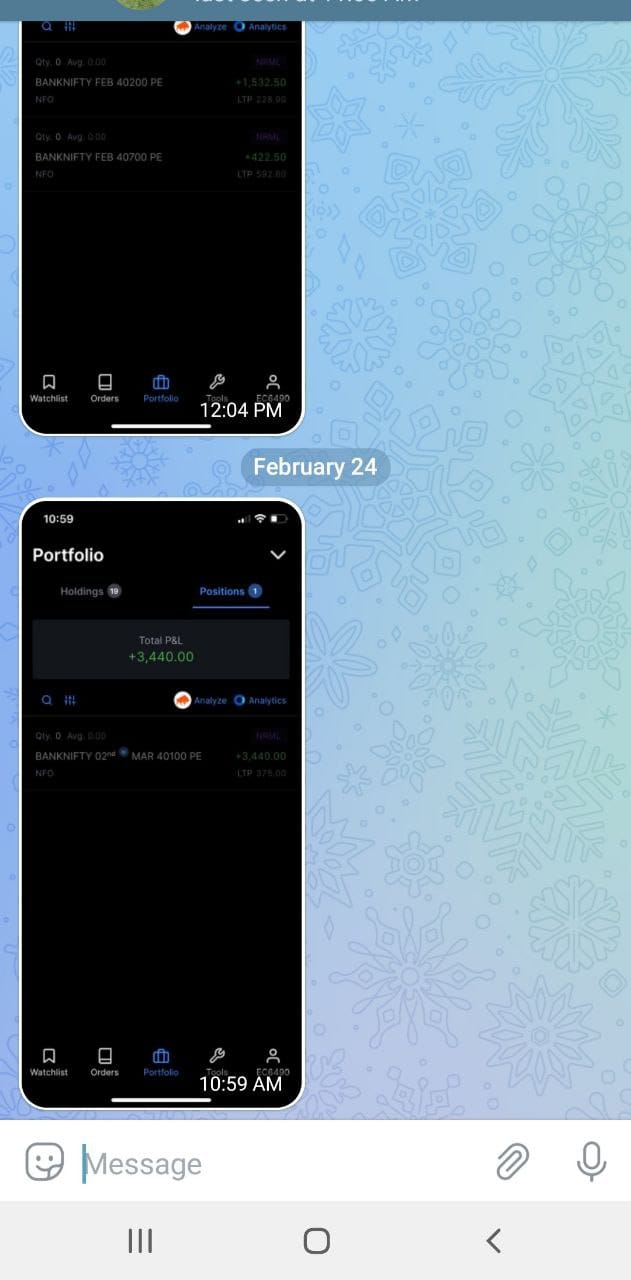 Analyze Analytics
Qty. 0 Avg. 0.00 NRML
BANKNIFTY FEB 40200 PE +1,532.50
NFO LTP 228.90
Qty. 0 Avg. 0.00 NRML
BANKNIFTY FEB 40700 PE +422.50
NFO LTP 592.60
Watchlist Orders Portfolio Tools EC6490
12:04 PM
February 24
10:59
Portfolio
Holdings 19 Positions 1
Total P&L
+3,440.00
Analyze Analytics
Qty. 0 Avg. 0.00 NRML
BANKNIFTY 02nd MAR 40100 PE +3,440.00
NFO LTP 375.00
Watchlist Orders Portfolio Tools EC6490
10:59 AM
Message